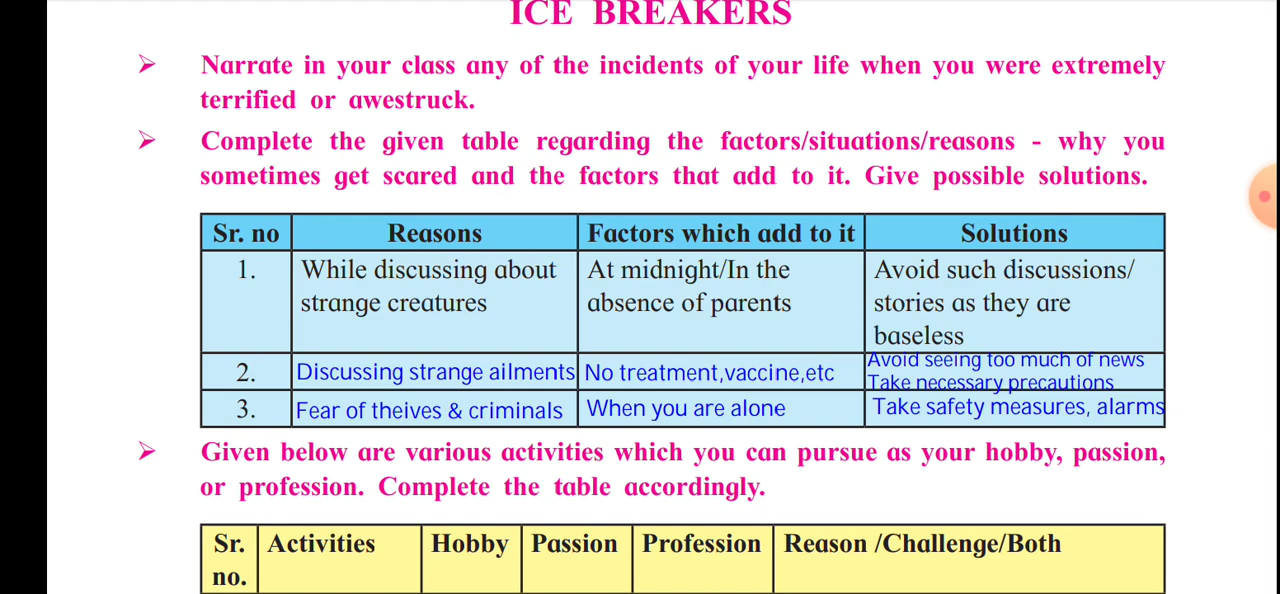 ICE BREAKERS
➢ Narrate in your class any of the incidents of your life when you were extremely
terrified or awestruck.
➢ Complete the given table regarding the factors/situations/reasons - why you
sometimes get scared and the factors that add to it. Give possible solutions.
Sr. no Reasons Factors which add to it Solutions
1. While discussing about At midnight/In the Avoid such discussions/
strange creatures absence of parents stories as they are
baseless
2. Discussing strange ailments No treatment,vaccine,etc Avoid seeing too much of news
Take necessary precautions
3. Fear of theives & criminals When you are alone Take safety measures, alarms
➢ Given below are various activities which you can pursue as your hobby, passion,
or profession. Complete the table accordingly.
Sr. Activities Hobby Passion Profession Reason /Challenge/Both
no.